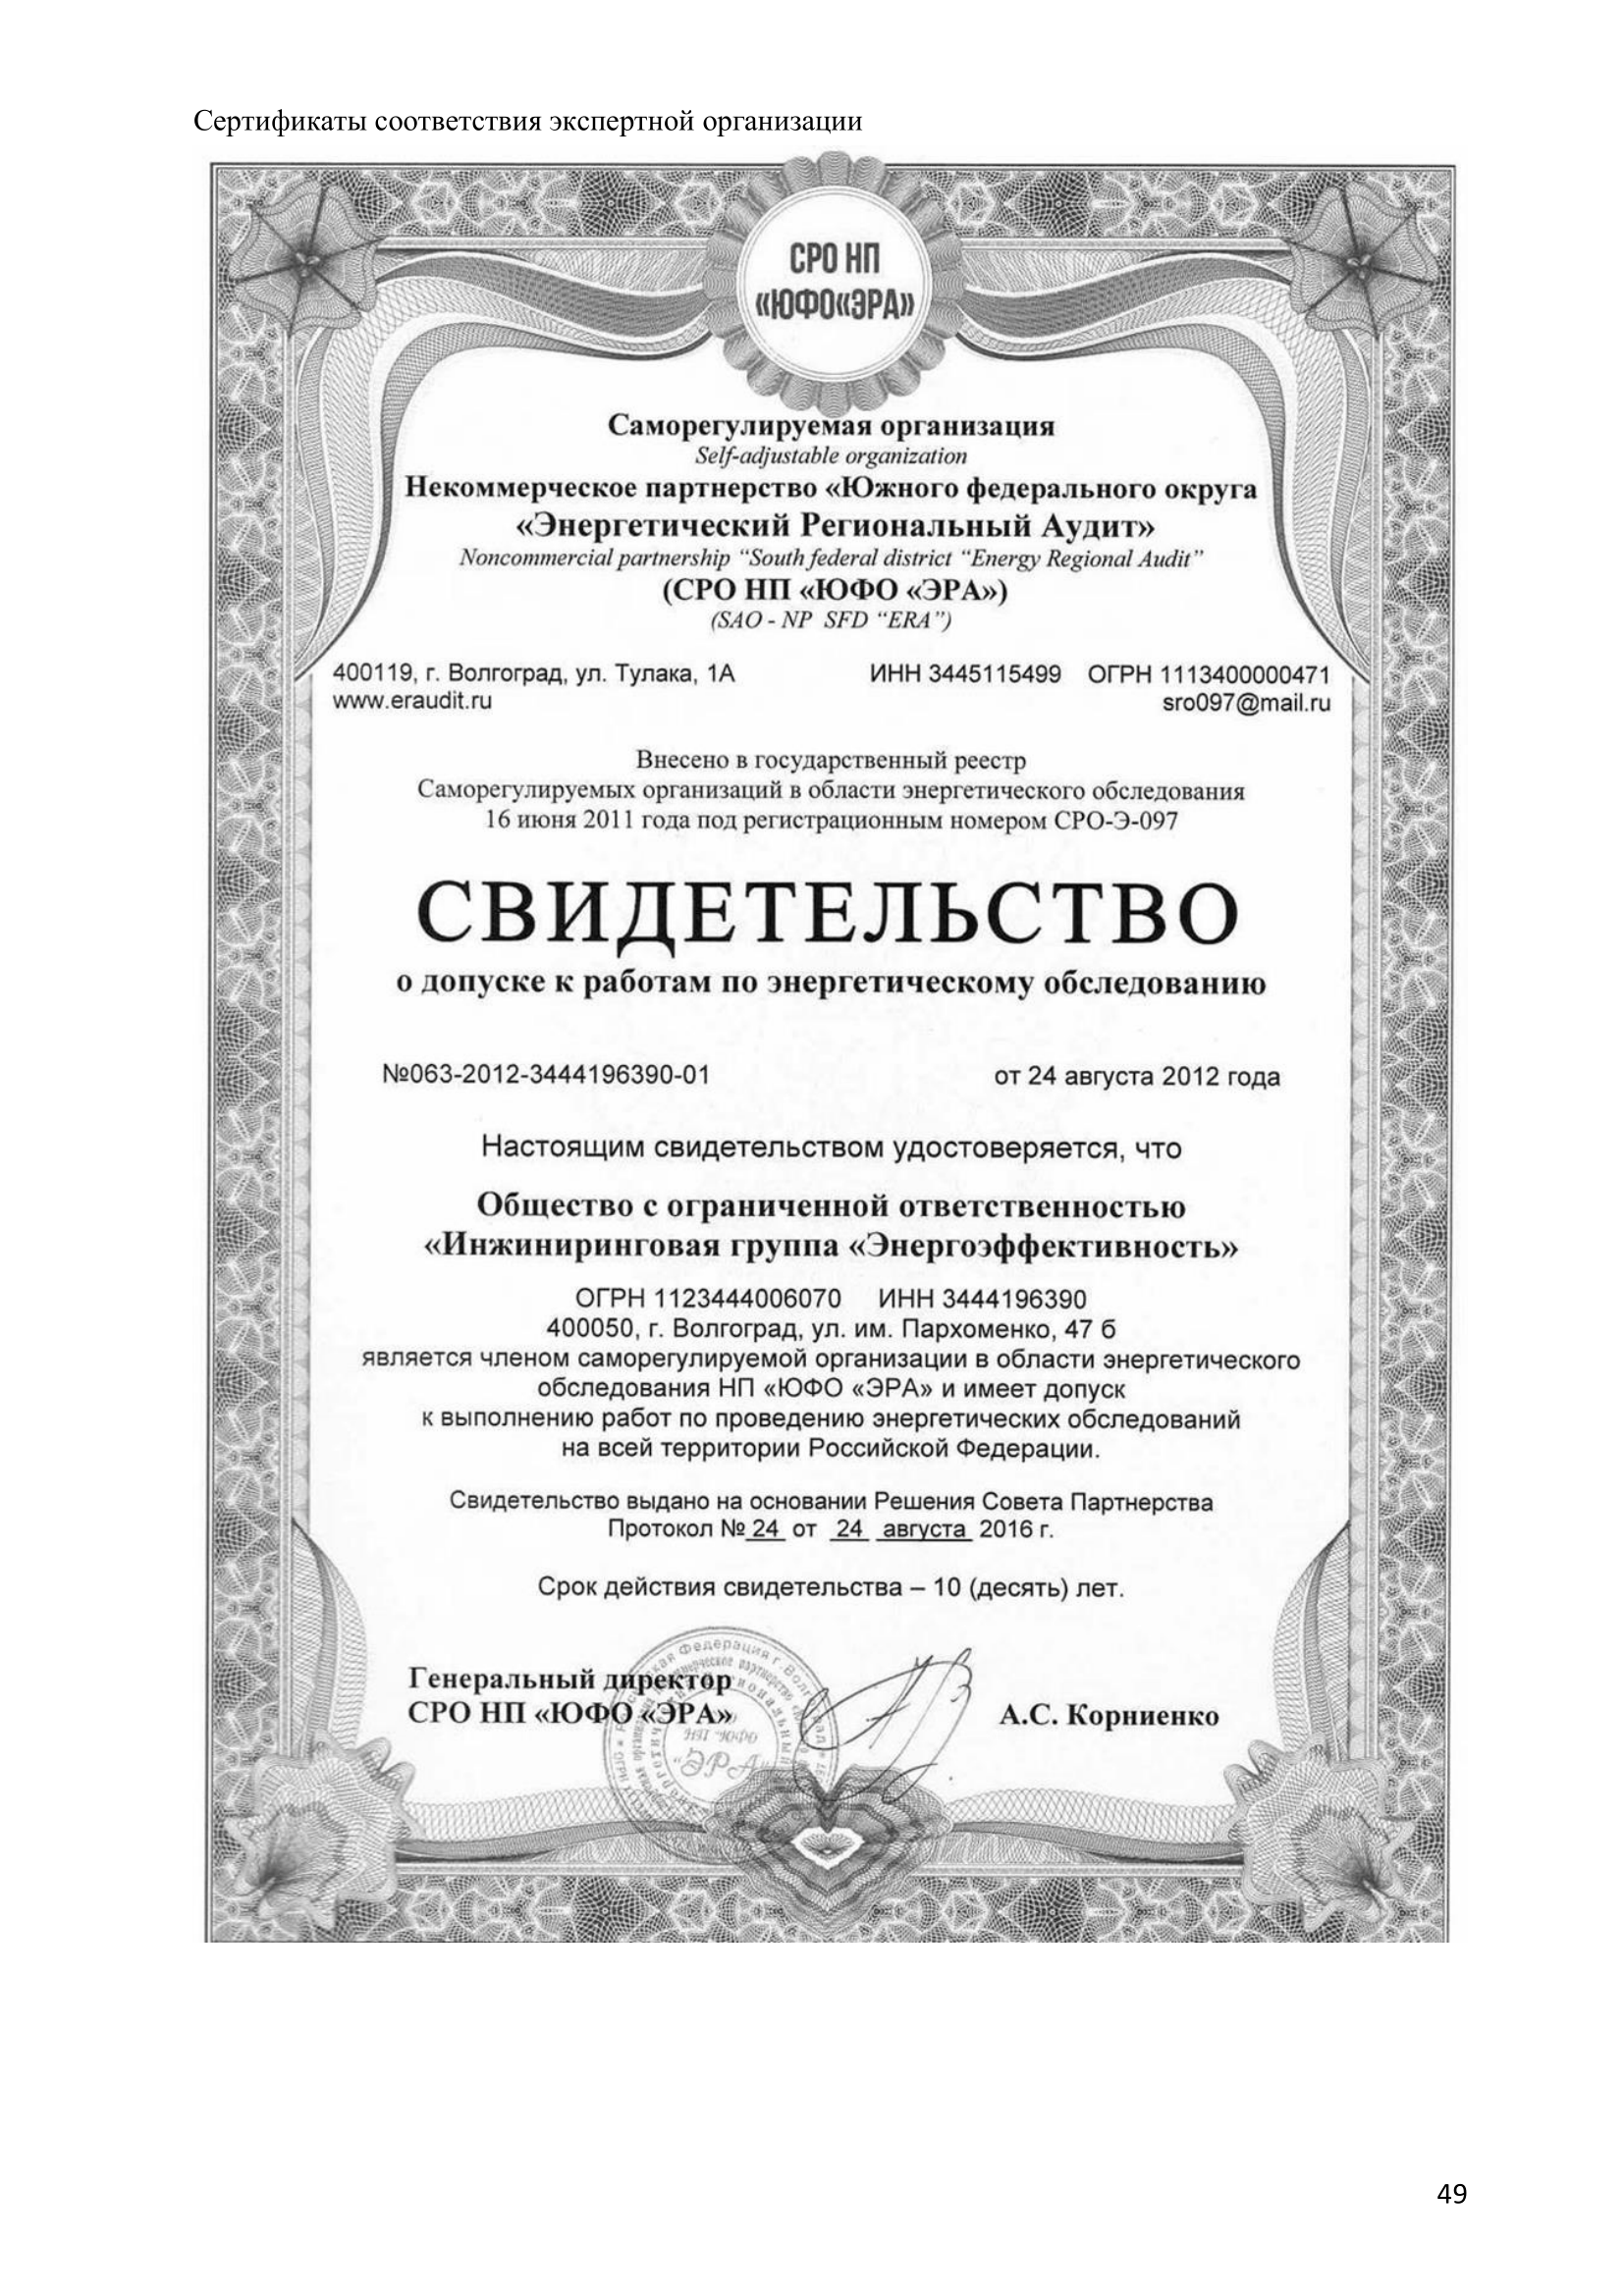 Сертификаты соответствия экспертной организации
СРО НП
«ЮФО«ЭРА»
Саморегулируемая организация
Self-adjustable organization
Некоммерческое партнерство «Южного федерального округа
«Энергетический Региональный Аудит»
Noncommercial partnership “South federal district “Energy Regional Audit”
(СРО НП «ЮФО «ЭРА»)
(SAO - NP SFD “ERA”)
400119, г. Волгоград, ул. Тулака, 1А ИНН 3445115499 ОГРН 1113400000471
www.eraudit.ru sro097@mail.ru
Внесено в государственный реестр
Саморегулируемых организаций в области энергетического обследования
16 июня 2011 года под регистрационным номером СРО-Э-097
СВИДЕТЕЛЬСТВО
о допуске к работам по энергетическому обследованию
№063-2012-3444196390-01 от 24 августа 2012 года
Настоящим свидетельством удостоверяется, что
Общество с ограниченной ответственностью
«Инжиниринговая группа «Энергоэффективность»
ОГРН 1123444006070 ИНН 3444196390
400050, г. Волгоград, ул. им. Пархоменко, 47 б
является членом саморегулируемой организации в области энергетического
обследования НП «ЮФО «ЭРА» и имеет допуск
к выполнению работ по проведению энергетических обследований
на всей территории Российской Федерации.
Свидетельство выдано на основании Решения Совета Партнерства
Протокол № 24 от 24 августа 2016 г.
Срок действия свидетельства – 10 (десять) лет.
Генеральный директор
СРО НП «ЮФО «ЭРА» А.С. Корниенко
НП "ЮФО
"ЭРА"
49